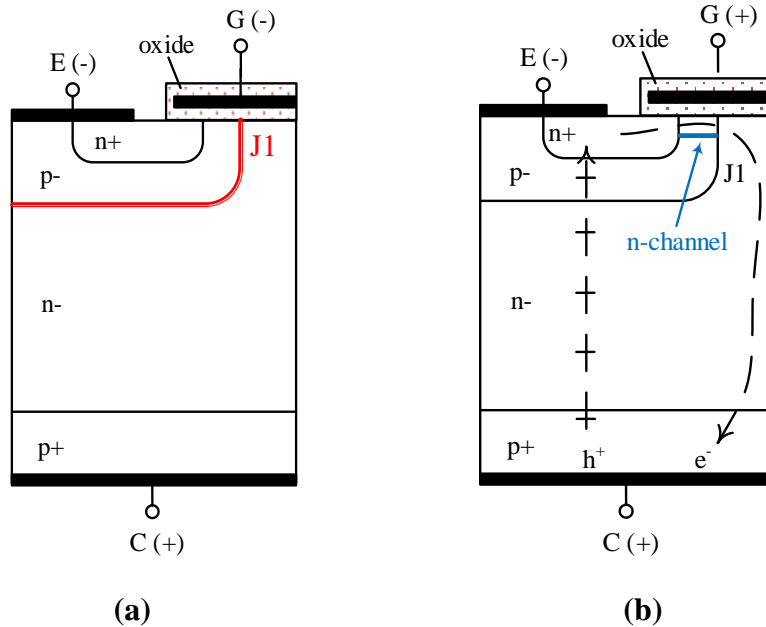 G (-)
oxide
E (-)
n+
J1
p-
n-
p+
C (+)
(a)
G (+)
oxide
E (-)
n+
p-
J1
n-channel
n-
p+
h+
e-
C (+)
(b)